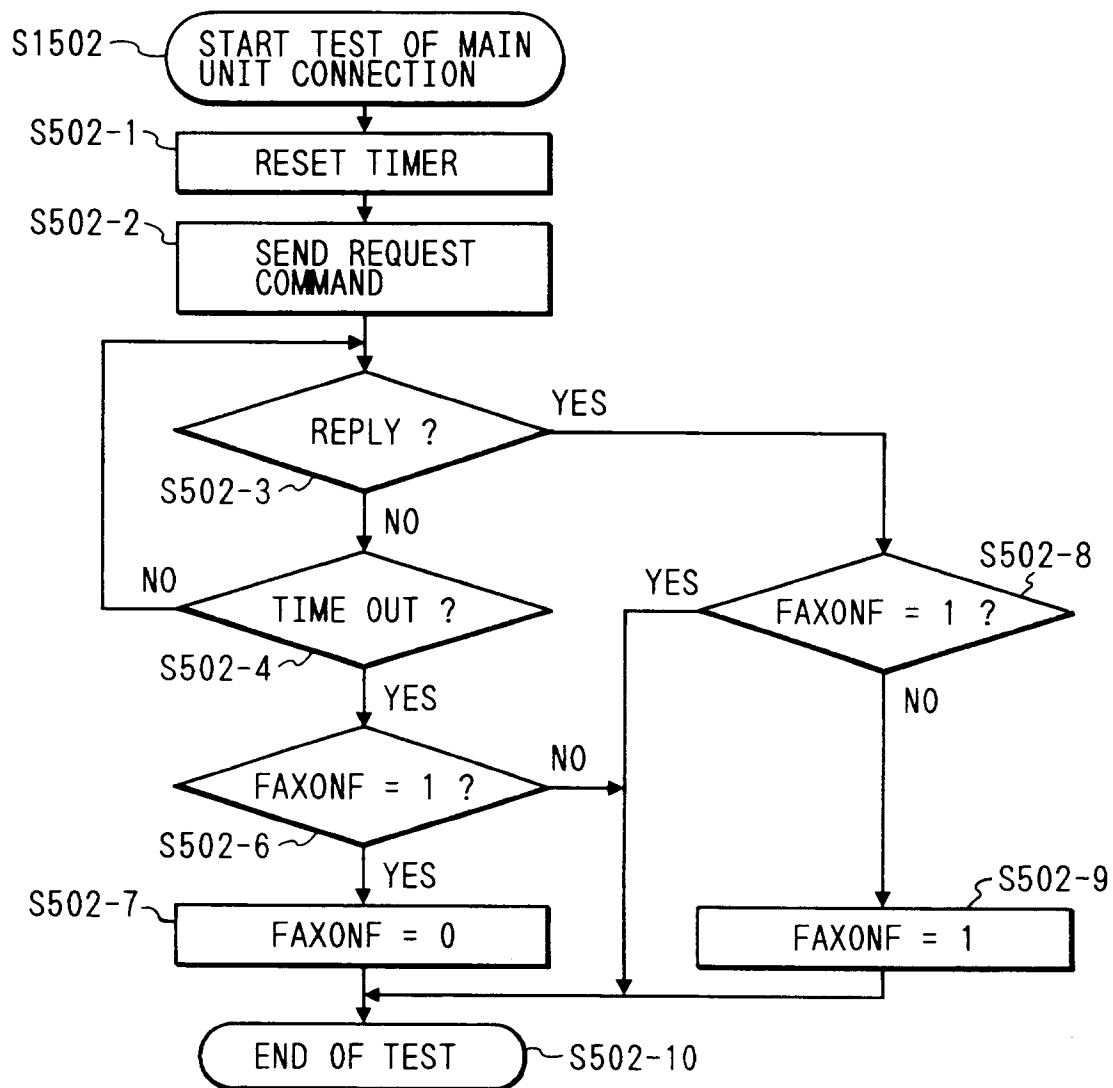 S1502
START TEST OF MAIN
UNIT CONNECTION
S502-1
RESET TIMER
S502-2
SEND REQUEST
COMMAND
REPLY ?
YES
S502-3
NO
NO
TIME OUT ?
S502-4
YES
YES
FAXONF = 1 ?
S502-8
NO
FAXONF = 1 ?
NO
S502-6
YES
S502-7
FAXONF = 0
S502-9
FAXONF = 1
END OF TEST
S502-10